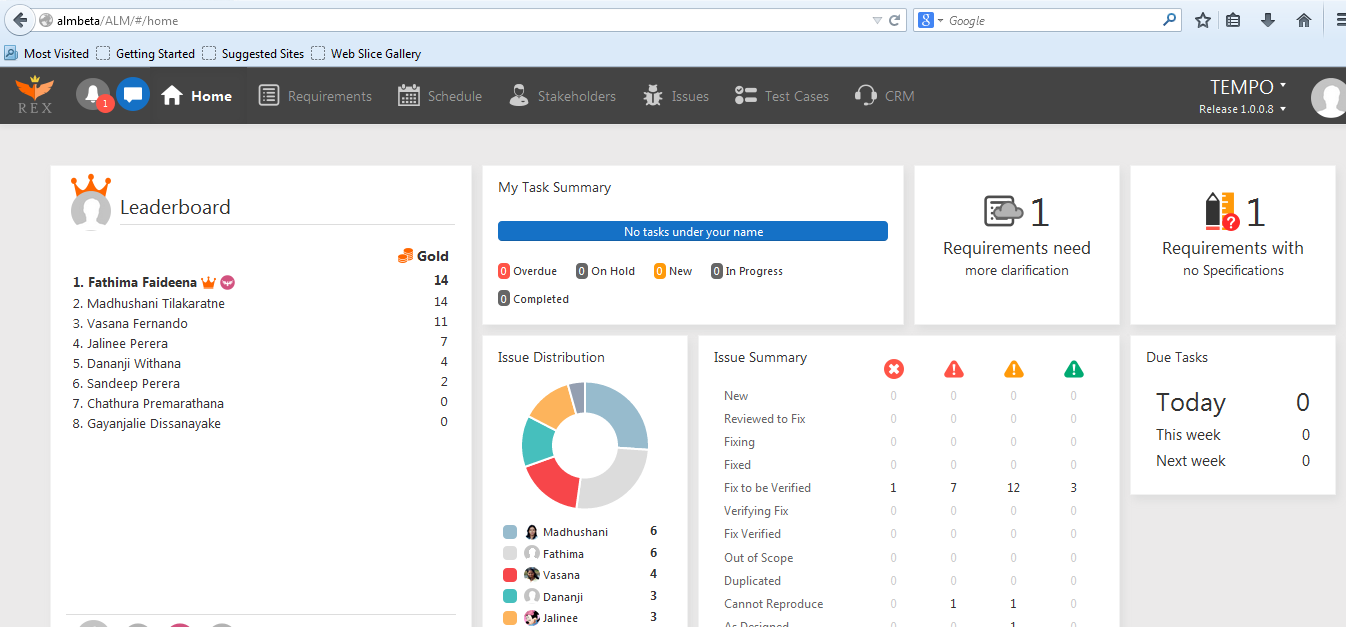 almbeta/ALM/#/home
Google
Most Visited Getting Started Suggested Sites Web Slice Gallery
REX
1
Home Requirements Schedule Stakeholders Issues Test Cases CRM
TEMPO
Release 1.0.0.8
Leaderboard
Gold
1. Fathima Faideena 14
2. Madhushani Tilakaratne 14
3. Vasana Fernando 11
4. Jalinee Perera 7
5. Dananji Withana 4
6. Sandeep Perera 2
7. Chathura Premarathana 0
8. Gayanjalie Dissanayake 0
My Task Summary
No tasks under your name
0 Overdue 0 On Hold 0 New 0 In Progress
0 Completed
1
Requirements need
more clarification
1
Requirements with
no Specifications
Issue Distribution
Madhushani 6
Fathima 6
Vasana 4
Dananji 3
Jalinee 3
Issue Summary
New 0 0 0 0
Reviewed to Fix 0 0 0 0
Fixing 0 0 0 0
Fixed 0 0 0 0
Fix to be Verified 1 7 12 3
Verifying Fix 0 0 0 0
Fix Verified 0 0 0 0
Out of Scope 0 0 0 0
Duplicated 0 0 0 0
Cannot Reproduce 0 1 1 0
As Designed 0 0 1 0
Due Tasks
Today 0
This week 0
Next week 0